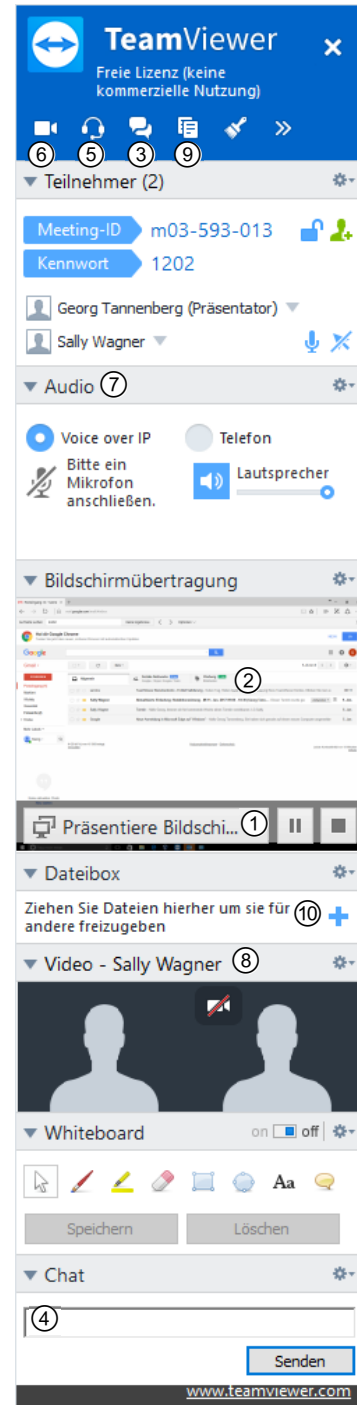 TeamViewer
Freie Lizenz (keine
kommerzielle Nutzung)
6 5 3 9
Teilnehmer (2)
Meeting-ID m03-593-013
Kennwort 1202
Georg Tannenberg (Präsentator)
Sally Wagner
Audio 7
Voice over IP Telefon
Bitte ein
Mikrofon
anschließen.
Lautsprecher
Bildschirmübertragung
Google
2
Präsentiere Bildschi... 1
Dateibox
Ziehen Sie Dateien hierher um sie für
andere freizugeben
10
Video - Sally Wagner 8
Whiteboard on off
Aa
Speichern Löschen
Chat
4
Senden
www.teamviewer.com